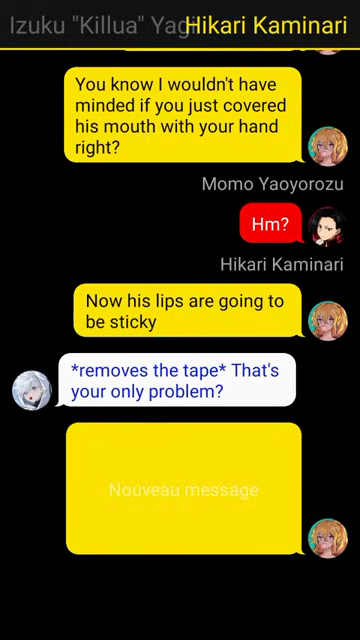 Izuku "Killua" Yagi
Hikari Kaminari
You know I wouldn't have
minded if you just covered
his mouth with your hand
right?
Momo Yaoyorozu
Hm?
Hikari Kaminari
Now his lips are going to
be sticky
*removes the tape* That's
your only problem?
Nouveau message